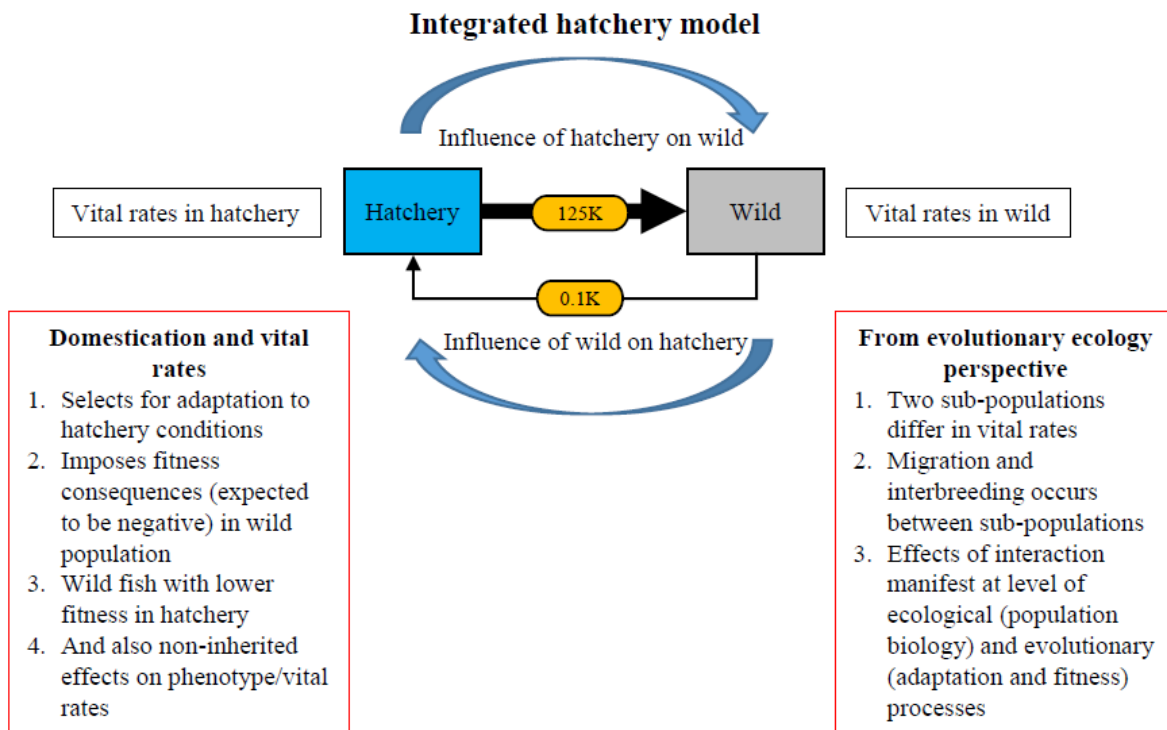 Integrated hatchery model
Influence of hatchery on wild
Vital rates in hatchery
Hatchery
125K
Wild
Vital rates in wild
0.1K
Influence of wild on hatchery
Domestication and vital
rates
1. Selects for adaptation to
hatchery conditions
2. Imposes fitness
consequences (expected
to be negative) in wild
population
3. Wild fish with lower
fitness in hatchery
4. And also non-inherited
effects on phenotype/vital
rates
From evolutionary ecology
perspective
1. Two sub-populations
differ in vital rates
2. Migration and
interbreeding occurs
between sub-populations
3. Effects of interaction
manifest at level of
ecological (population
biology) and evolutionary
(adaptation and fitness)
processes